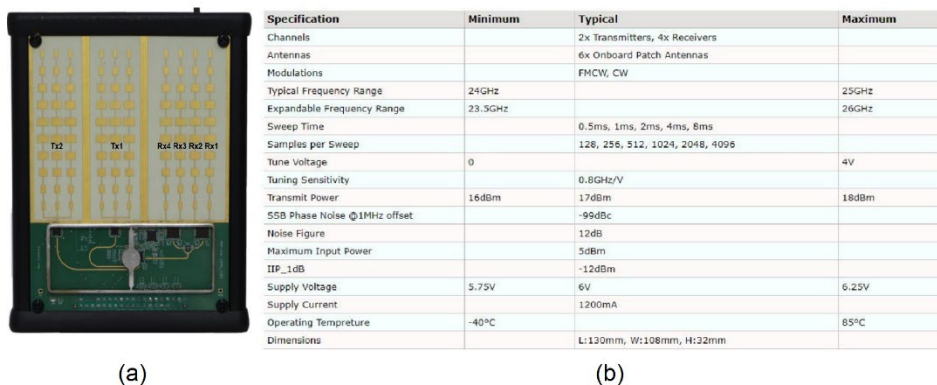 Tx2 Tx1 Rx4 Rx3 Rx2 Rx1
Specification Minimum Typical Maximum
Channels 2x Transmitters, 4x Receivers
Antennas 6x Onboard Patch Antennas
Modulations FMCW, CW
Typical Frequency Range 24GHz 25GHz
Expandable Frequency Range 23.5GHz 26GHz
Sweep Time 0.5ms, 1ms, 2ms, 4ms, 8ms
Samples per Sweep 128, 256, 512, 1024, 2048, 4096
Tune Voltage 0 4V
Tuning Sensitivity 0.8GHz/V
Transmit Power 16dBm 17dBm 18dBm
SSB Phase Noise @1MHz offset -99dBc
Noise Figure 12dB
Maximum Input Power 5dBm
IIP_1dB -12dBm
Supply Voltage 5.75V 6V 6.25V
Supply Current 1200mA
Operating Tempreture -40ºC 85ºC
Dimensions L:130mm, W:108mm, H:32mm
(a) (b)